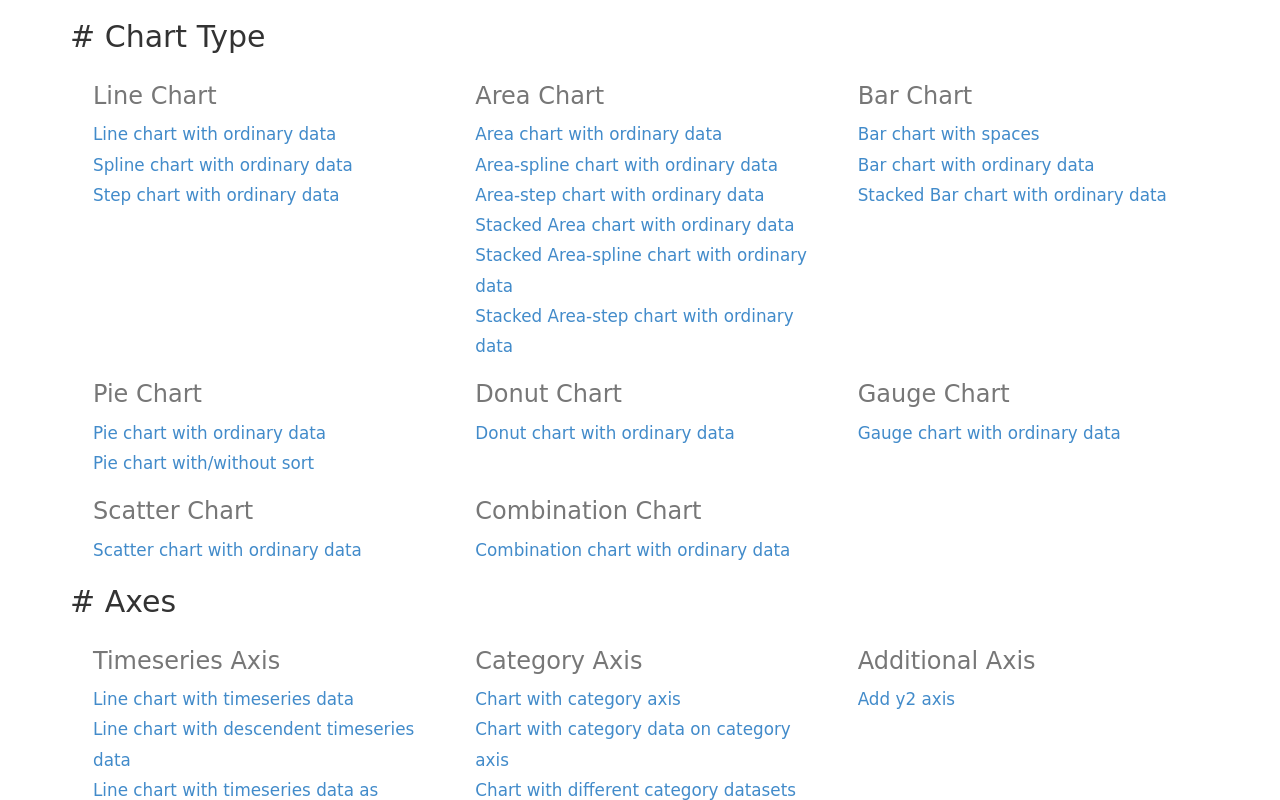 # Chart Type
Line Chart
Line chart with ordinary data
Spline chart with ordinary data
Step chart with ordinary data
Area Chart
Area chart with ordinary data
Area-spline chart with ordinary data
Area-step chart with ordinary data
Stacked Area chart with ordinary data
Stacked Area-spline chart with ordinary
data
Stacked Area-step chart with ordinary
data
Bar Chart
Bar chart with spaces
Bar chart with ordinary data
Stacked Bar chart with ordinary data
Pie Chart
Pie chart with ordinary data
Pie chart with/without sort
Donut Chart
Donut chart with ordinary data
Gauge Chart
Gauge chart with ordinary data
Scatter Chart
Scatter chart with ordinary data
Combination Chart
Combination chart with ordinary data
# Axes
Timeseries Axis
Line chart with timeseries data
Line chart with descendent timeseries
data
Line chart with timeseries data as
Category Axis
Chart with category axis
Chart with category data on category
axis
Chart with different category datasets
Additional Axis
Add y2 axis